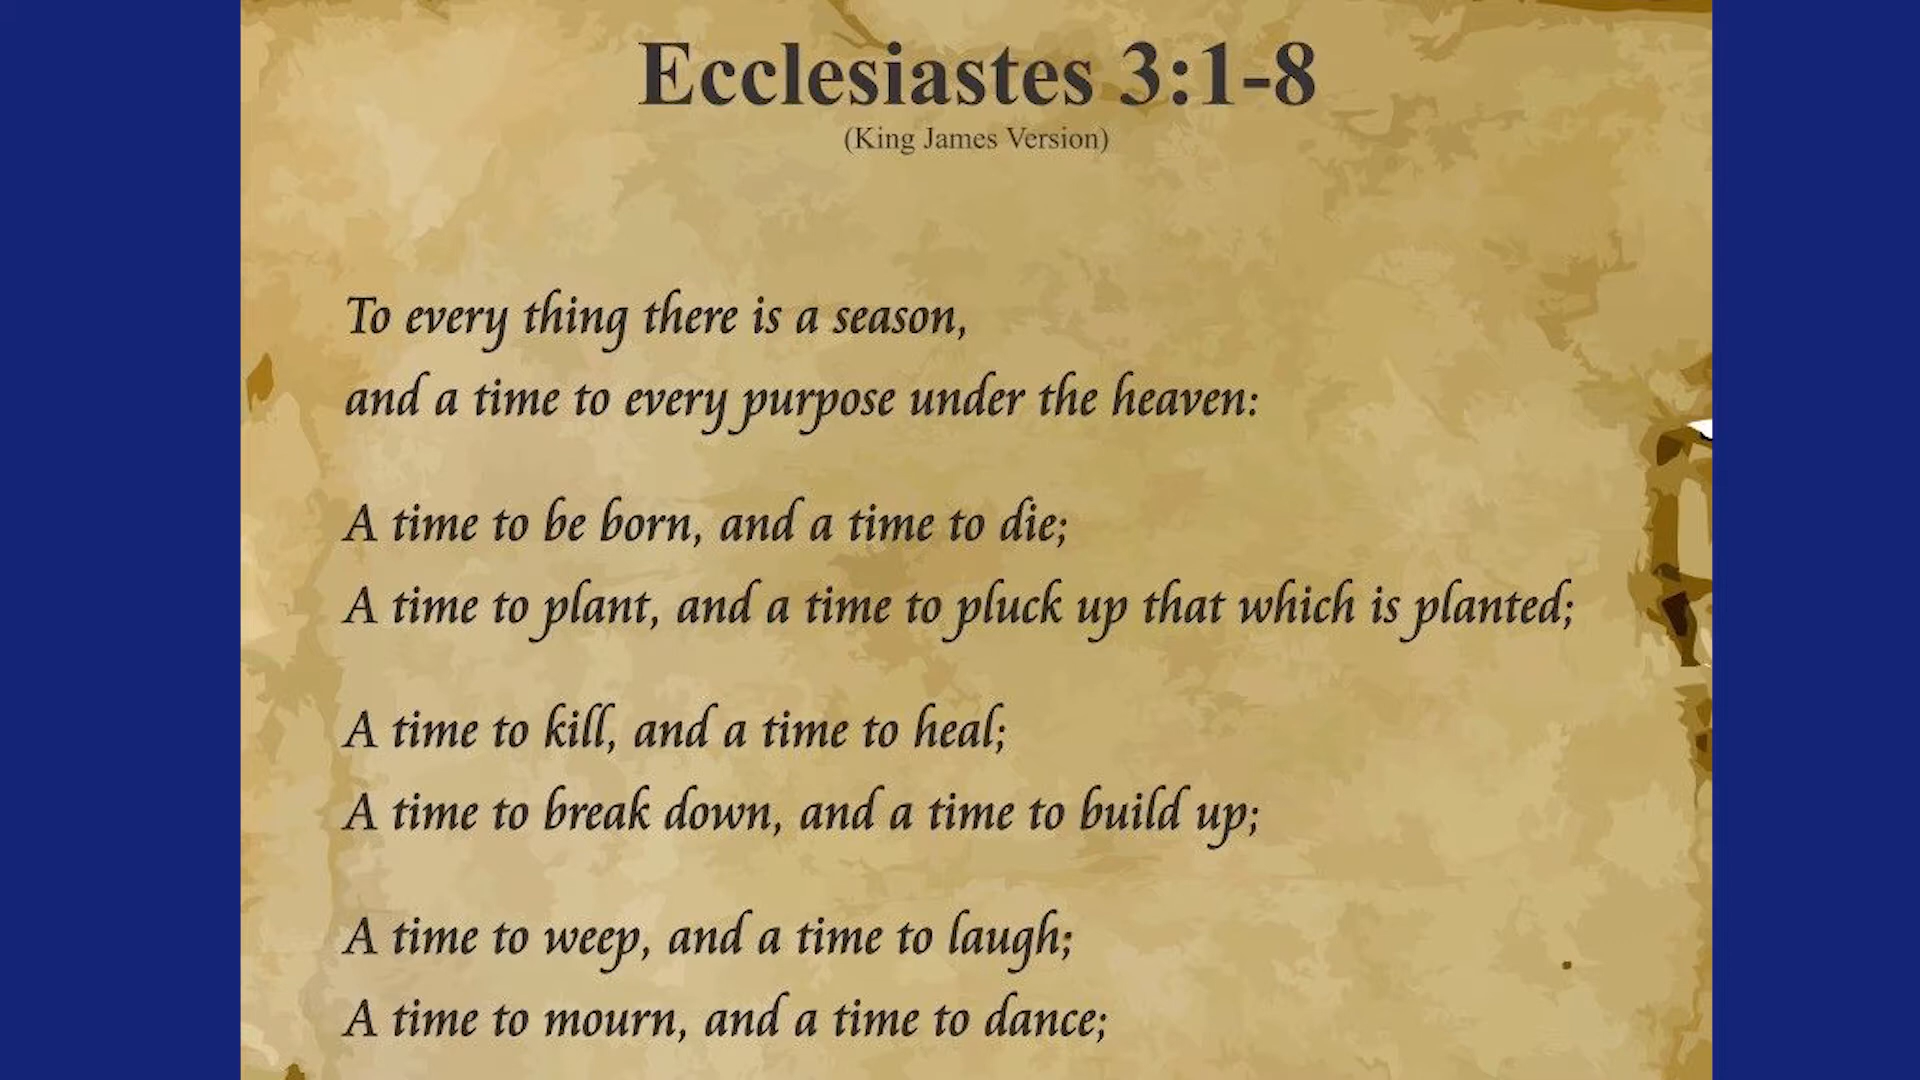 Ecclesiastes 3:1-8
(King James Version)
To every thing there is a season,
and a time to every purpose under the heaven:
A time to be born, and a time to die;
A time to plant, and a time to pluck up that which is planted;
A time to kill, and a time to heal;
A time to break down, and a time to build up;
A time to weep, and a time to laugh;
A time to mourn, and a time to dance;